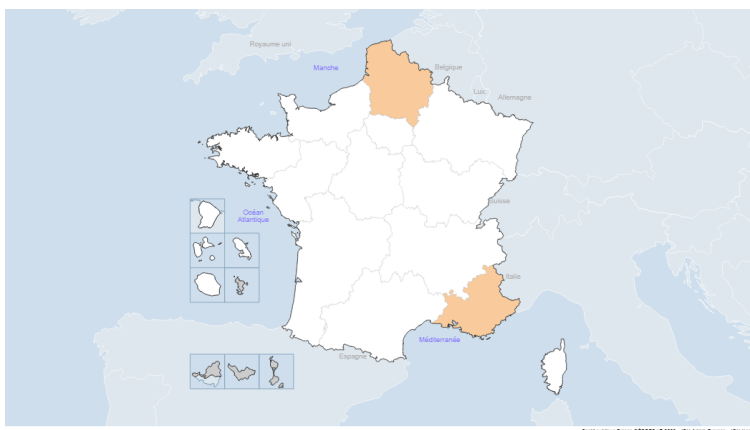 Royaume uni
Manche
Belgique
Lux.
Allemagne
Suisse
Océan
Atlantique
Italie
Méditerranée
Espagne